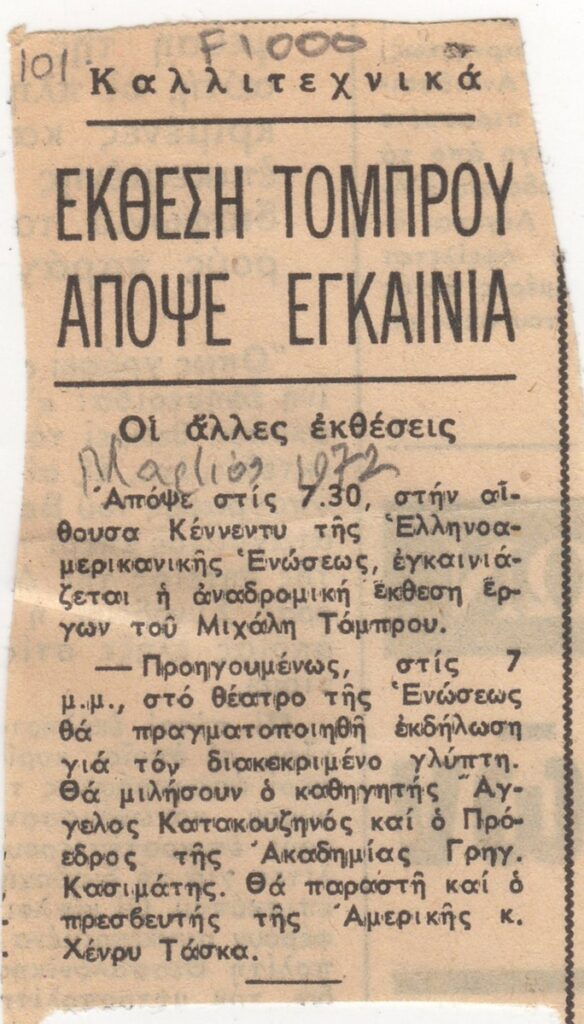 101.
F1000
Καλλιτεχνικά
ΕΚΘΕΣΗ ΤΟΜΠΡΟΥ
ΑΠΟΨΕ ΕΓΚΑΙΝΙΑ
Οἱ ἄλλες ἐκθέσεις
Μαρτιος 1972
Ἀπόψε στίς 7.30, στήν αἴ-
θουσα Κέννεντυ τῆς Ἑλληνοα-
μερικανικῆς Ἑνώσεως, ἐγκαινιά-
ζεται ἡ ἀναδρομική ἔκθεση ἔρ-
γων τοῦ Μιχάλη Τόμπρου.
— Προηγουμένως, στίς 7
μ.μ., στό θέατρο τῆς Ἑνώσεως
θά πραγματοποιηθῆ ἐκδήλωση
γιά τόν διακεκριμένο γλύπτη.
Θά μιλήσουν ὁ καθηγητής Ἄγ-
γελος Κατακουζηνός καί ὁ Πρό-
εδρος τῆς Ἀκαδημίας Γρηγ.
Κασιμάτης. Θά παραστῆ καί ὁ
πρεσβευτής τῆς Ἀμερικῆς κ.
Χένρυ Τάσκα.